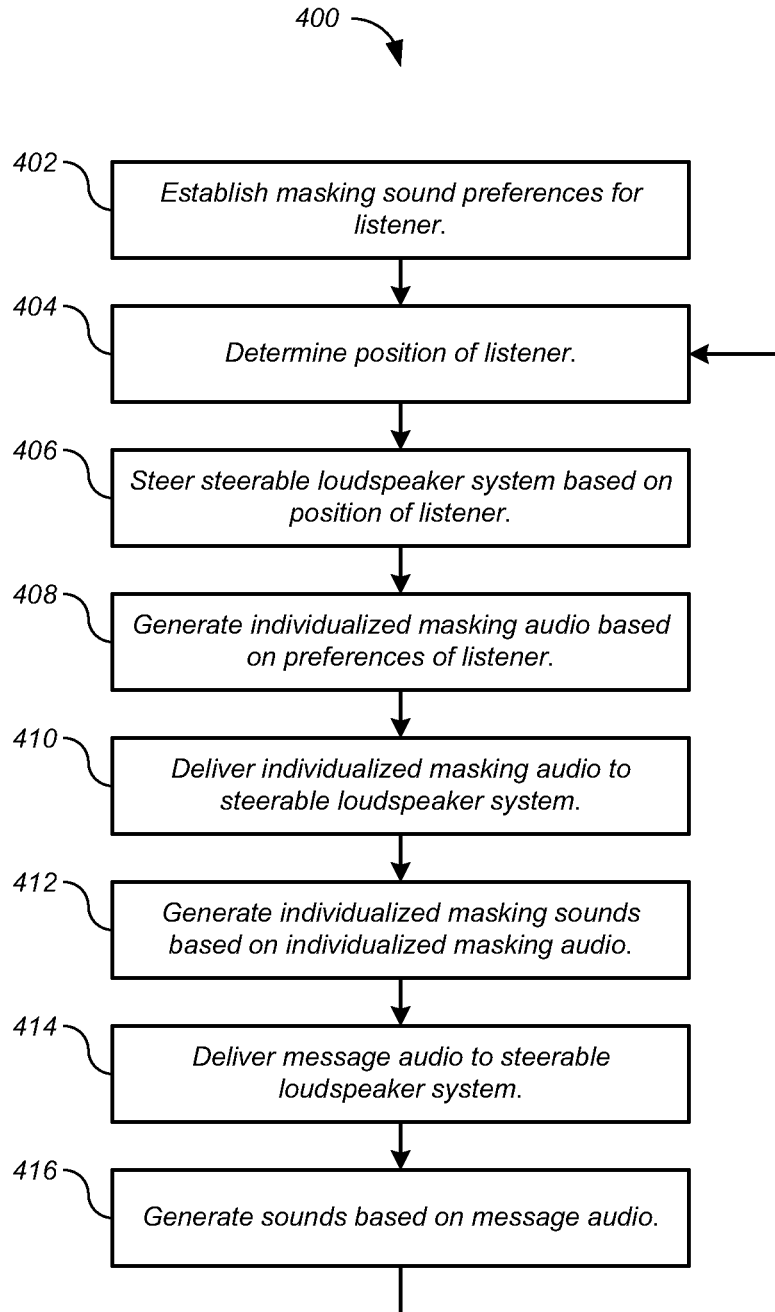 400
402
Establish masking sound preferences for
listener.
404
Determine position of listener.
406
Steer steerable loudspeaker system based on
position of listener.
408
Generate individualized masking audio based
on preferences of listener.
410
Deliver individualized masking audio to
steerable loudspeaker system.
412
Generate individualized masking sounds
based on individualized masking audio.
414
Deliver message audio to steerable
loudspeaker system.
416
Generate sounds based on message audio.